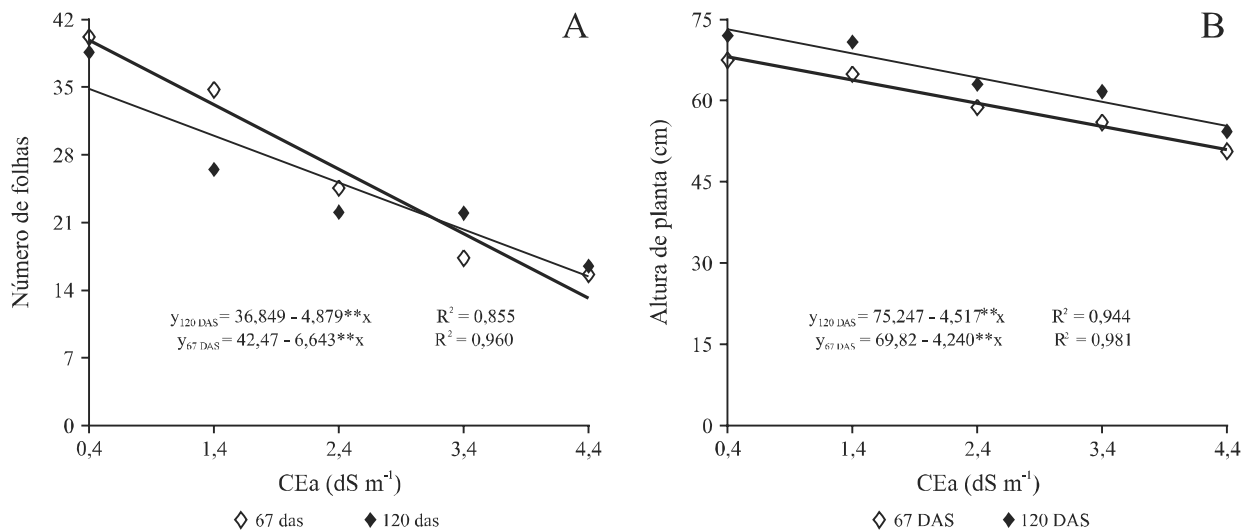 A
Número de folhas
42
35
28
21
14
7
0
y120 DAS = 36,849 - 4,879**x R² = 0,855
y67 DAS = 42,47 - 6,643**x R² = 0,960
0,4 1,4 2,4 3,4 4,4
CEa (dS m⁻¹)
67 das 120 das
B
Altura de planta (cm)
75
60
45
30
15
0
y120 DAS = 75,247 - 4,517**x R² = 0,944
y67 DAS = 69,82 - 4,240**x R² = 0,981
0,4 1,4 2,4 3,4 4,4
CEa (dS m⁻¹)
67 DAS 120 DAS